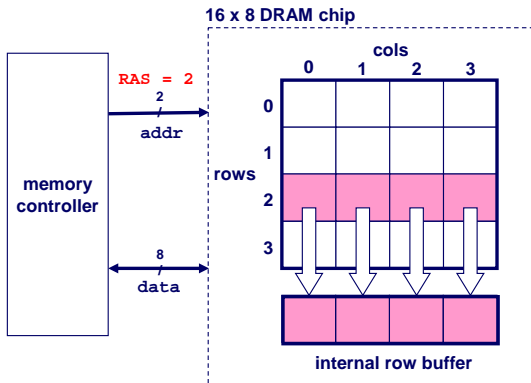 16 x 8 DRAM chip
cols
0 1 2 3
RAS = 2
2
addr
0
1
rows
2
3
memory
controller
8
data
internal row buffer